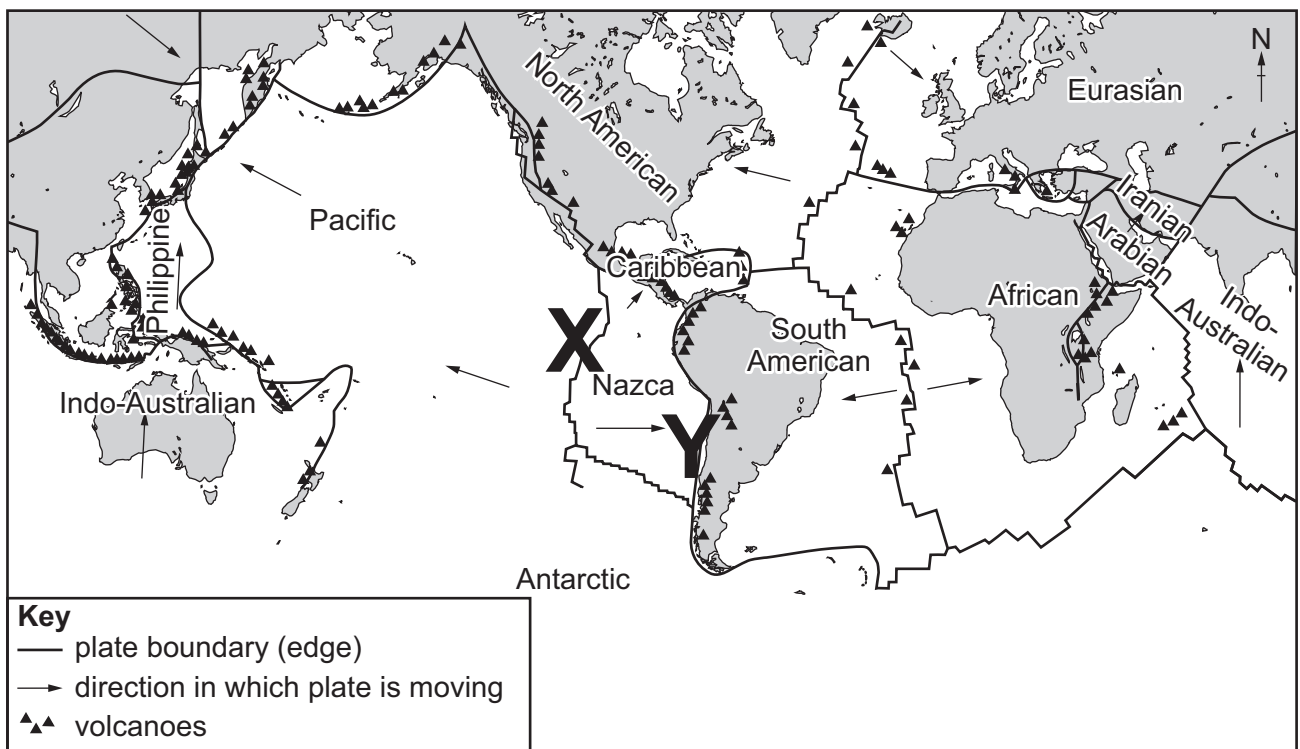 N
North American
Eurasian
Pacific
Philippine
Caribbean
Iranian
Arabian
African
Indo-
Australian
South
American
X
Nazca
Indo-Australian
Y
Antarctic
Key
plate boundary (edge)
direction in which plate is moving
volcanoes